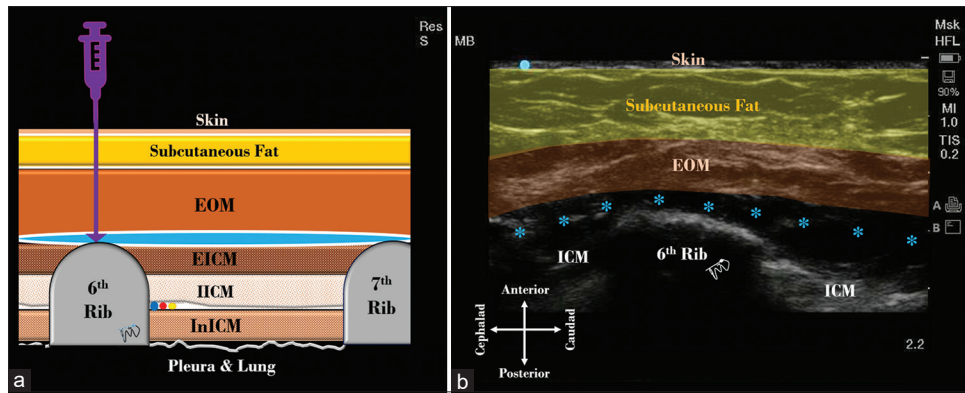 Res
S
E
Skin
Subcutaneous Fat
EOM
EICM
6th
Rib
IICM
InICM
7th
Rib
Pleura & Lung
a
MB
Msk
HFL
90%
MI
1.0
TIS
0.2
A
B
Skin
Subcutaneous Fat
EOM
* * * * * * * * *
ICM
6th Rib
ICM
Anterior
Cephalad
Caudad
Posterior
2.2
b